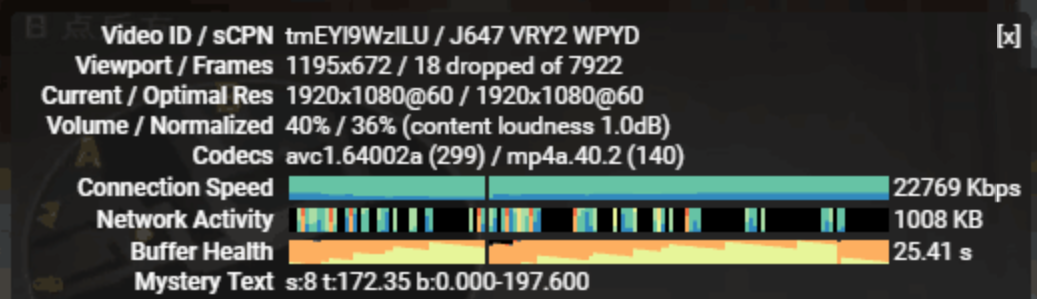 Video ID / sCPN tmEYI9WzILU / J647 VRY2 WPYD [x]
Viewport / Frames 1195x672 / 18 dropped of 7922
Current / Optimal Res 1920x1080@60 / 1920x1080@60
Volume / Normalized 40% / 36% (content loudness 1.0dB)
Codecs avc1.64002a (299) / mp4a.40.2 (140)
Connection Speed 22769 Kbps
Network Activity 1008 KB
Buffer Health 25.41 s
Mystery Text s:8 t:172.35 b:0.000-197.600